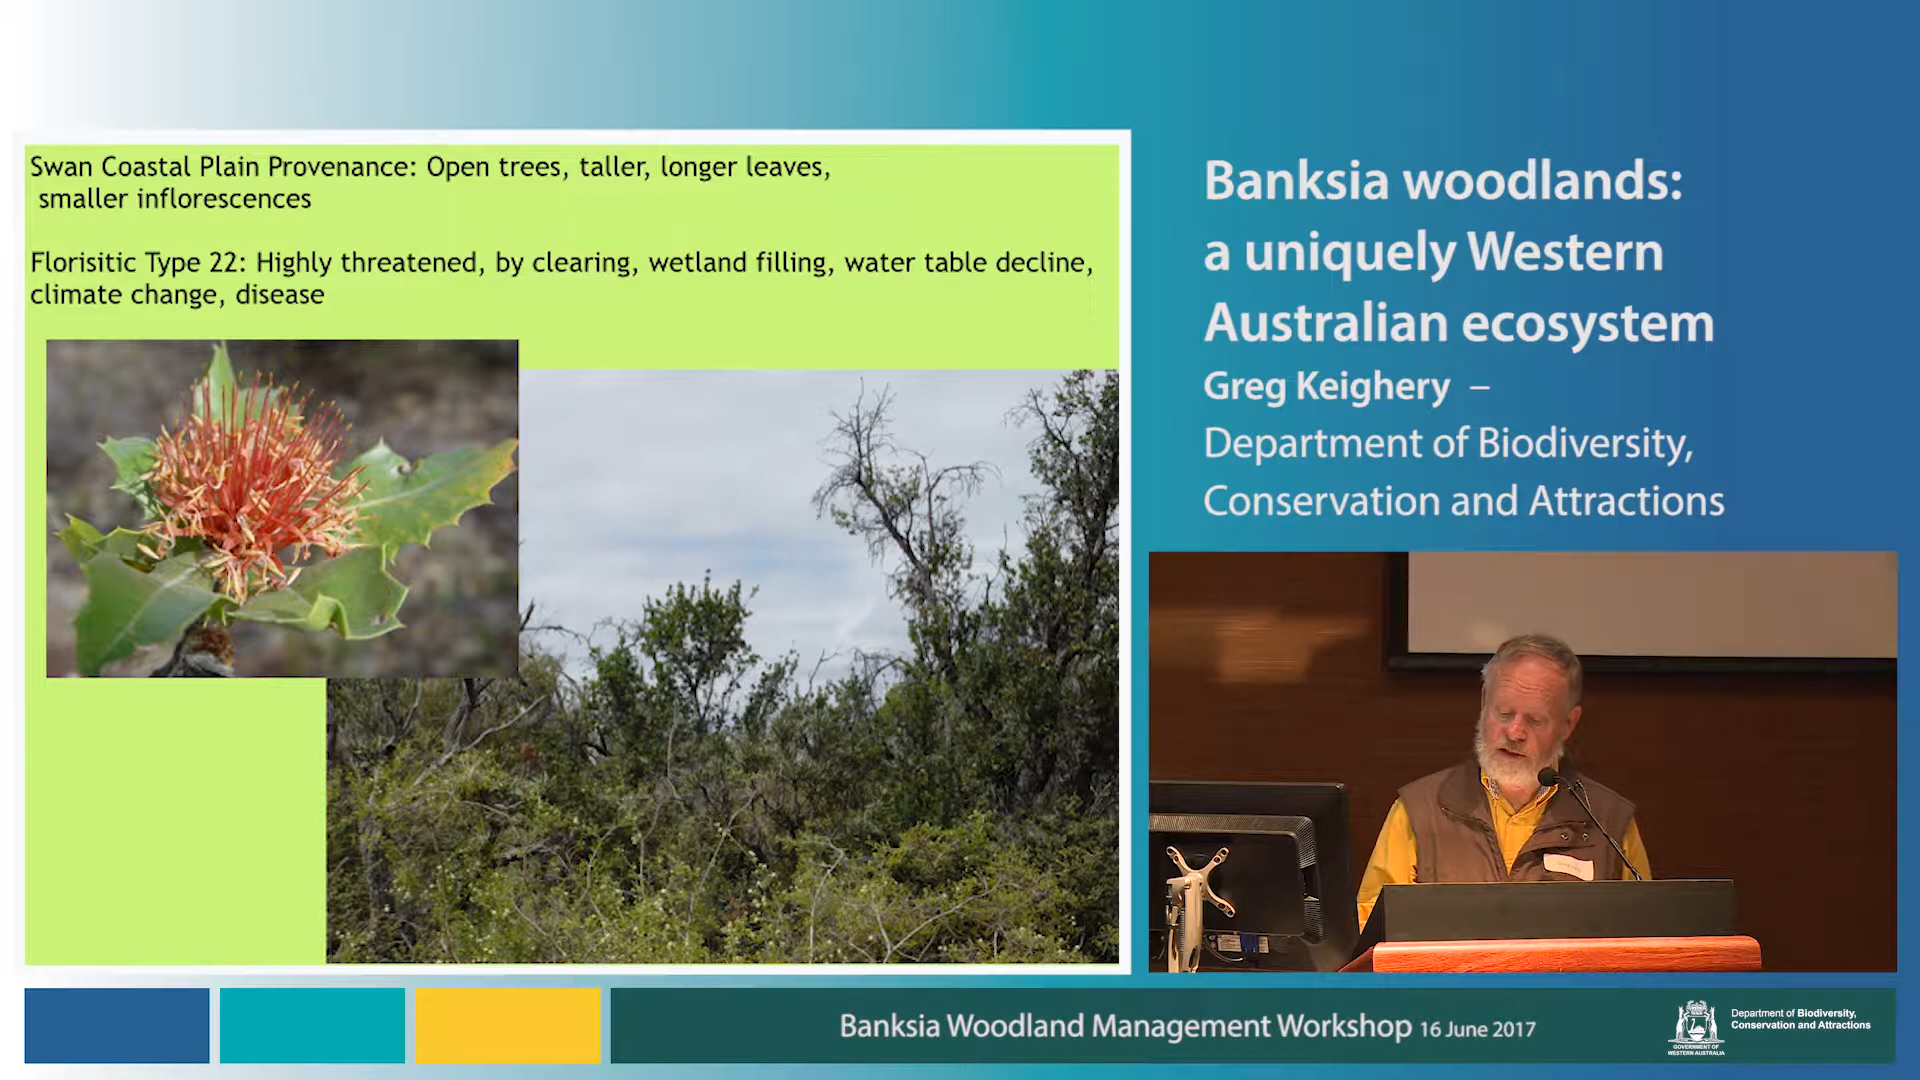 Swan Coastal Plain Provenance: Open trees, taller, longer leaves,
smaller inflorescences
Florisitic Type 22: Highly threatened, by clearing, wetland filling, water table decline,
climate change, disease
Banksia woodlands:
a uniquely Western
Australian ecosystem
Greg Keighery –
Department of Biodiversity,
Conservation and Attractions
Banksia Woodland Management Workshop 16 June 2017
GOVERNMENT OF
WESTERN AUSTRALIA
Department of Biodiversity,
Conservation and Attractions